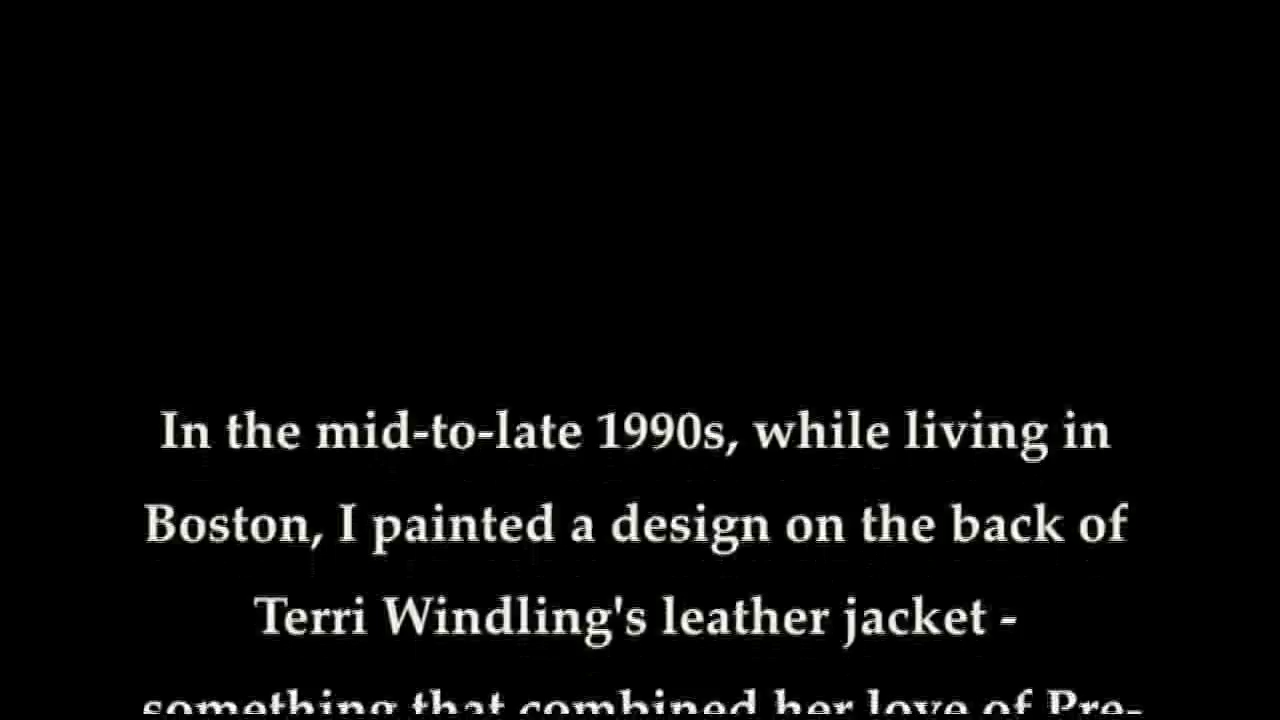 In the mid-to-late 1990s, while living in
Boston, I painted a design on the back of
Terri Windling's leather jacket -
something that combined her love of Pre-